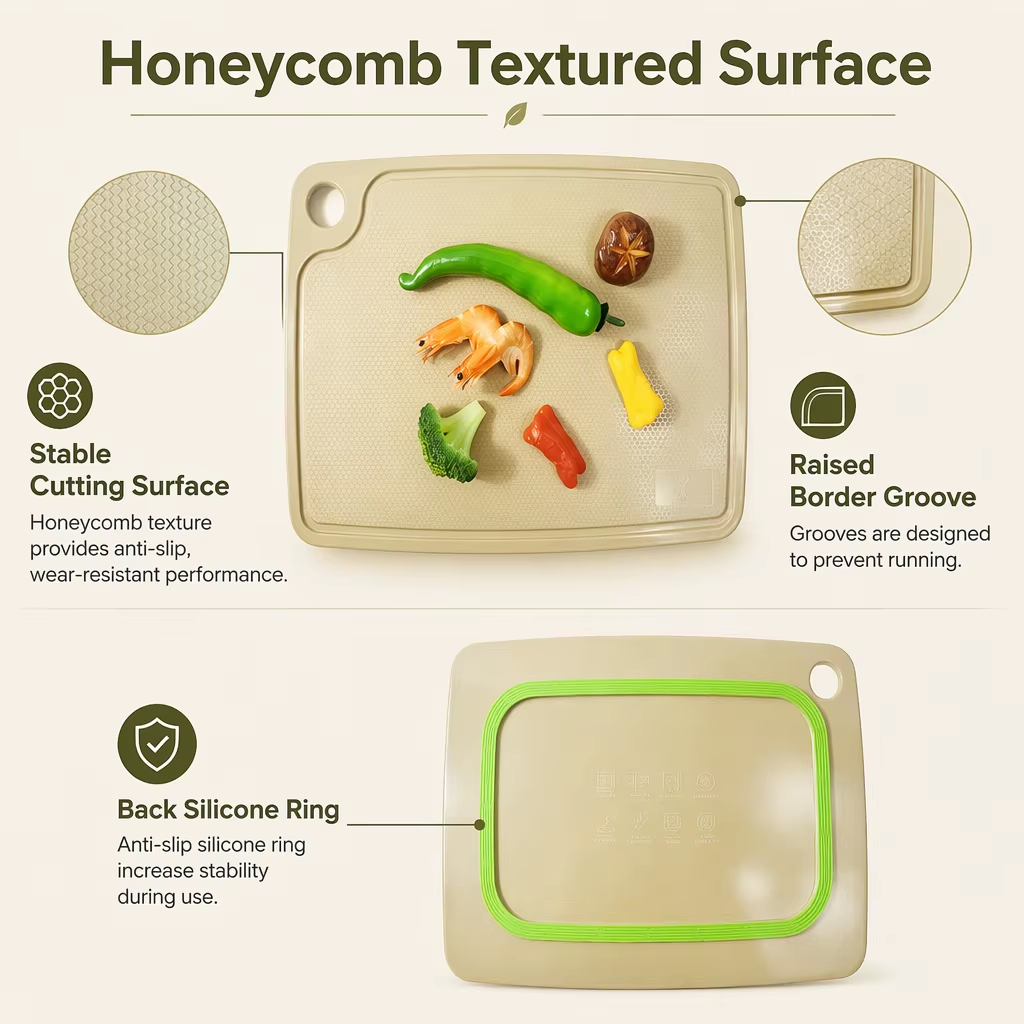 Honeycomb Textured Surface
Stable
Cutting Surface
Honeycomb texture
provides anti-slip,
wear-resistant performance.
Raised
Border Groove
Grooves are designed
to prevent running.
Back Silicone Ring
Anti-slip silicone ring
increase stability
during use.